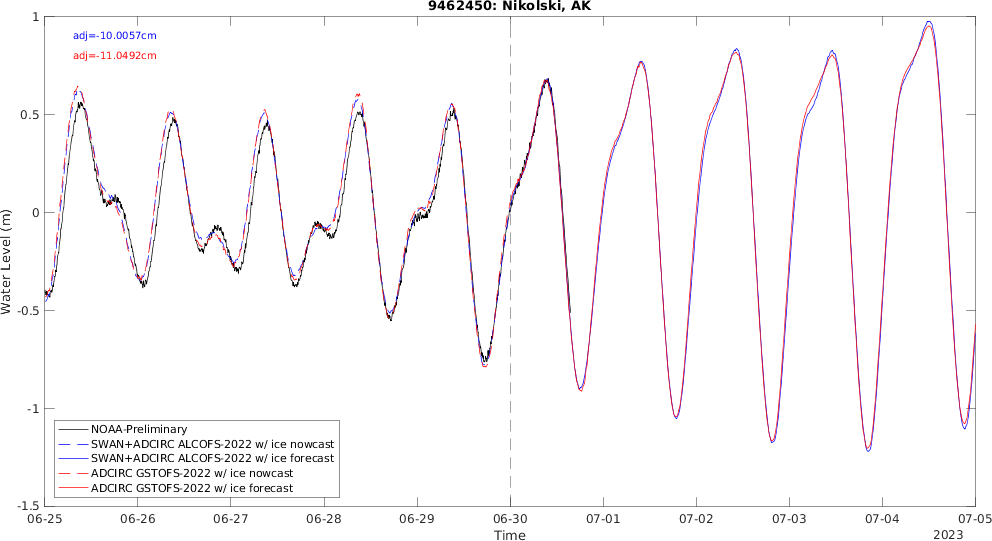 9462450: Nikolski, AK
adj=-10.0057cm
adj=-11.0492cm
Water Level (m)
1
0.5
0
-0.5
-1
-1.5
NOAA-Preliminary
SWAN+ADCIRC ALCOFS-2022 w/ ice nowcast
SWAN+ADCIRC ALCOFS-2022 w/ ice forecast
ADCIRC GSTOFS-2022 w/ ice nowcast
ADCIRC GSTOFS-2022 w/ ice forecast
06-25 06-26 06-27 06-28 06-29 06-30 07-01 07-02 07-03 07-04 07-05
Time
2023